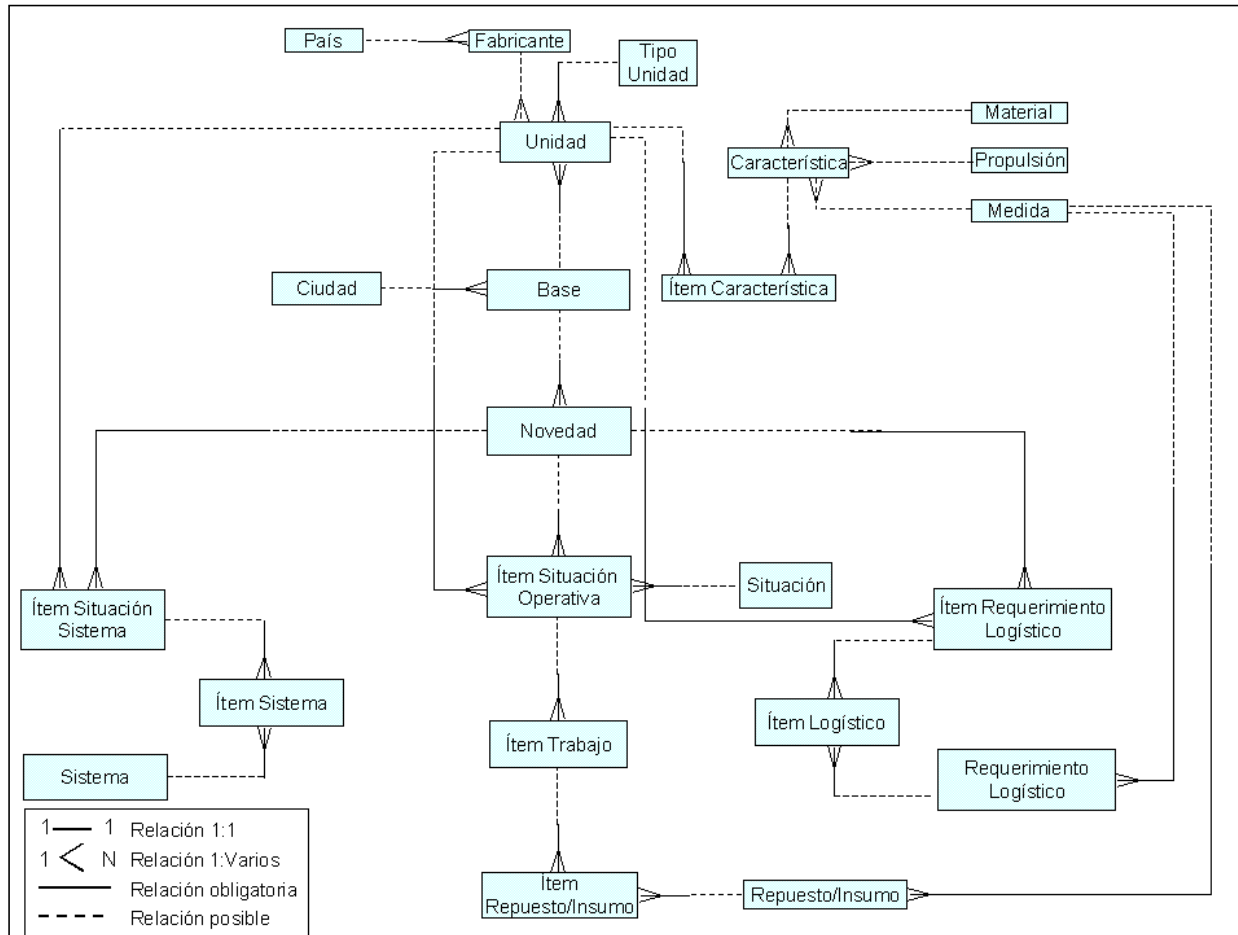 País
Fabricante
Tipo
Unidad
Unidad
Material
Característica
Propulsión
Medida
Ciudad
Base
Ítem Característica
Novedad
Ítem Situación
Operativa
Situación
Ítem Situación
Sistema
Ítem Requerimiento
Logístico
Ítem Sistema
Ítem Logístico
Ítem Trabajo
Sistema
Requerimiento
Logístico
1 1 Relación 1:1
1 N Relación 1:Varios
Relación obligatoria
Relación posible
Ítem
Repuesto/Insumo
Repuesto/Insumo